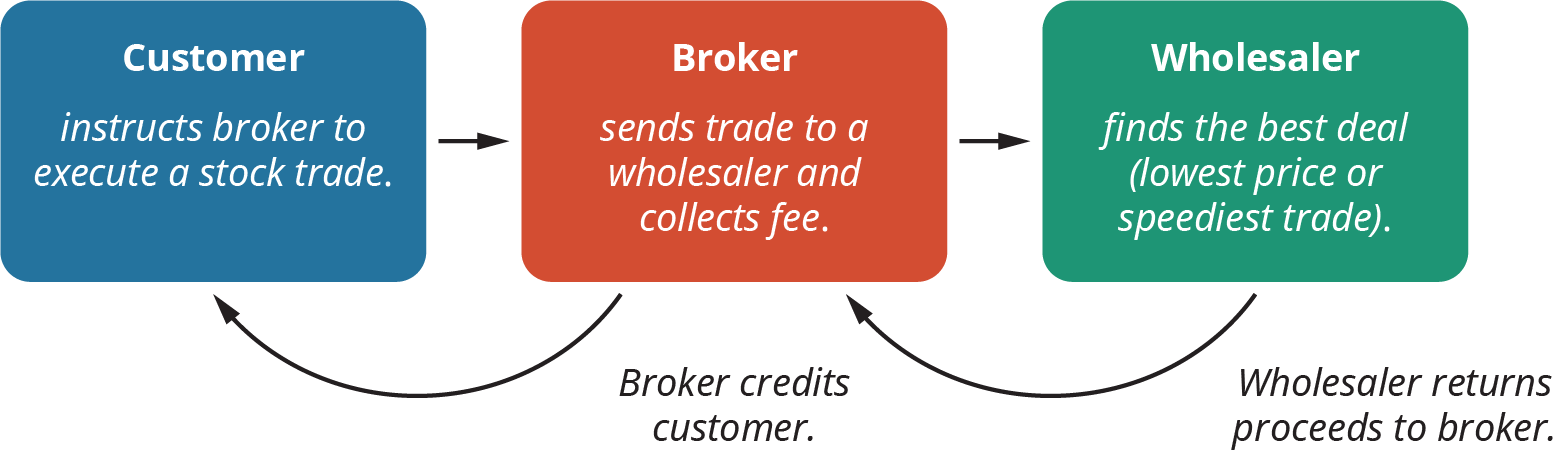 Customer
instructs broker to
execute a stock trade.
Broker
sends trade to a
wholesaler and
collects fee.
Wholesaler
finds the best deal
(lowest price or
speediest trade).
Broker credits
customer.
Wholesaler returns
proceeds to broker.